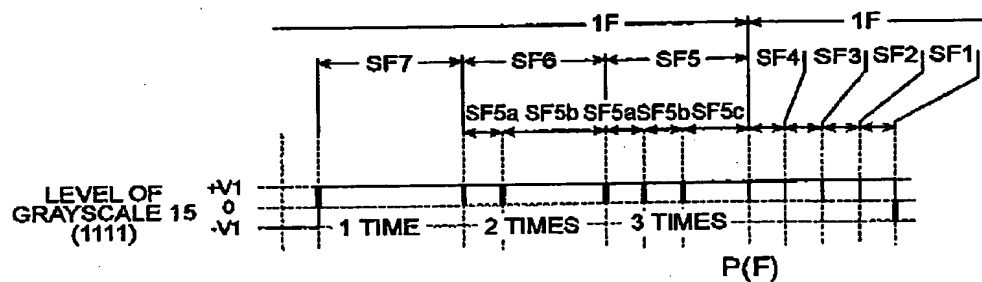 1F 1F
SF7 SF6 SF5 SF4 SF3 SF2 SF1
SF5a SF5b SF5a SF5b SF5c
LEVEL OF
GRAYSCALE 15
(1111)
+V1
0
-V1
1 TIME 2 TIMES 3 TIMES
P(F)